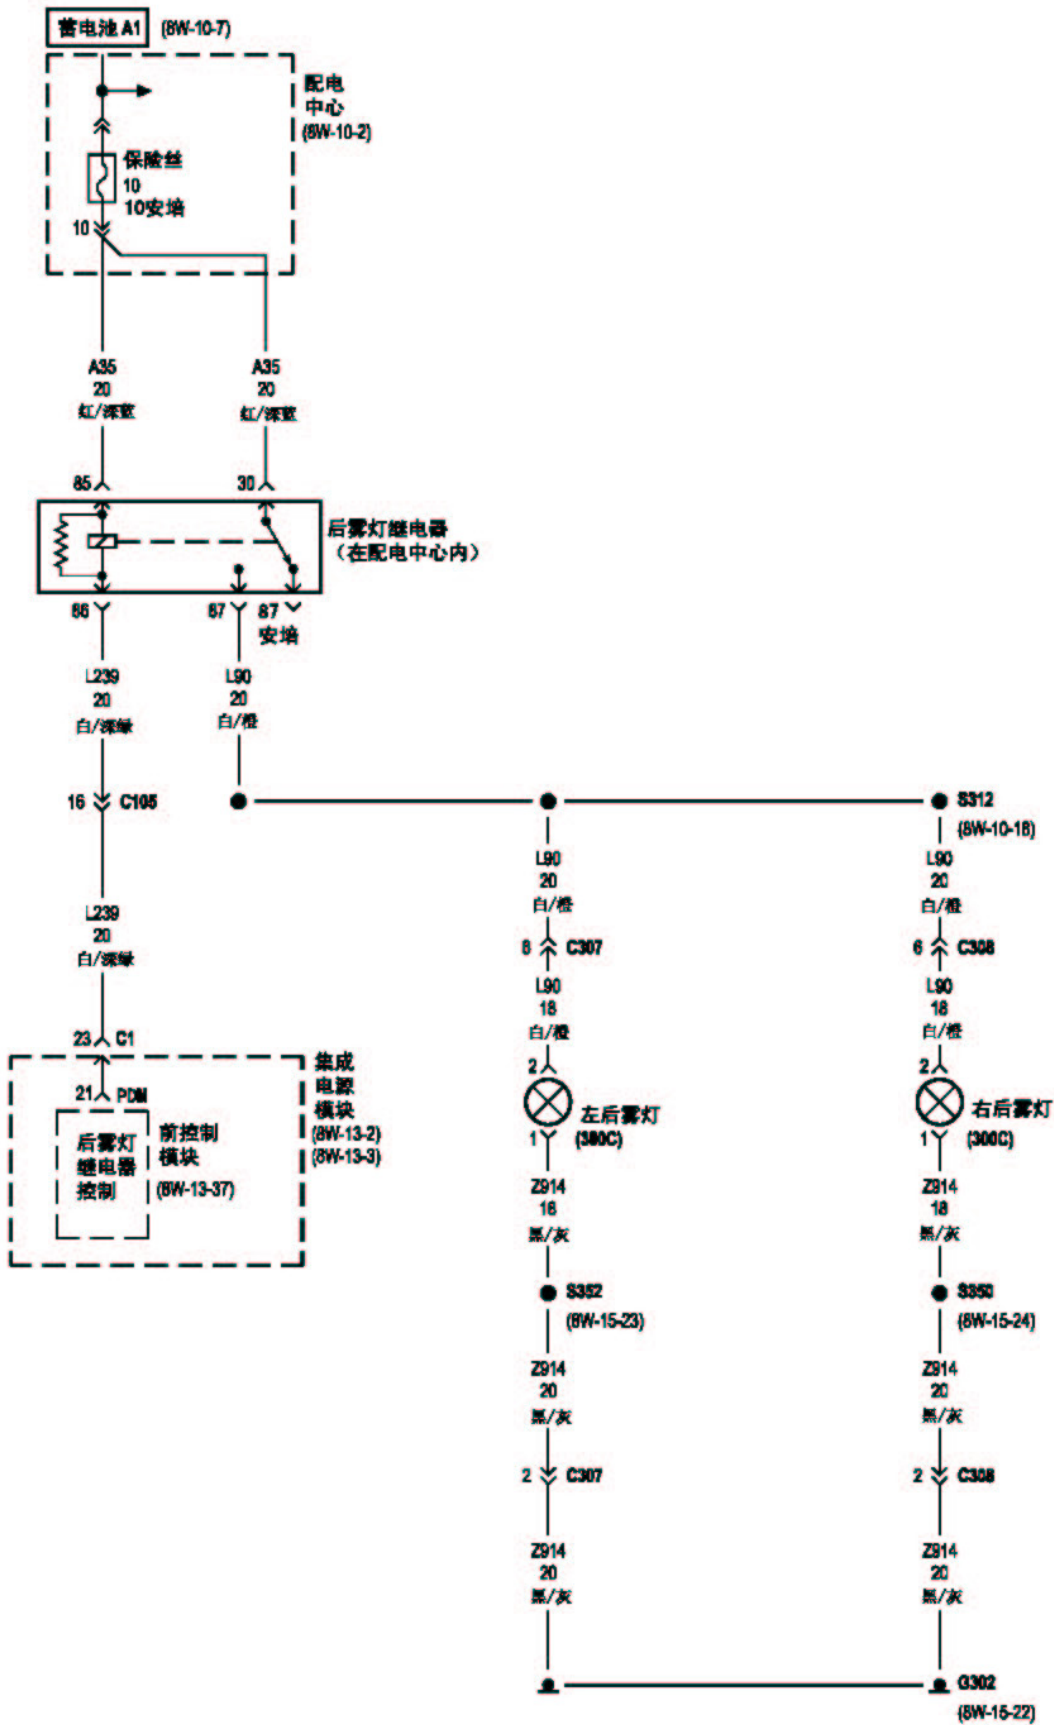 蓄电池 A1 (8W-10-7)
配电
中心
(8W-10-2)
保险丝
10
10安培
10
A35
20
红/深蓝
A35
20
红/深蓝
85
30
后雾灯继电器
（在配电中心内）
86
87
87
安培
L239
20
白/深绿
L90
20
白/橙
16
C105
S312
(8W-10-18)
L90
20
白/橙
L90
20
白/橙
L239
20
白/深绿
8
C307
6
C308
L90
18
白/橙
L90
18
白/橙
23
C1
2
2
集成
电源
模块
(8W-13-2)
(8W-13-3)
21
PDM
后雾灯
继电器
控制
前控制
模块
(8W-13-37)
左后雾灯
(380C)
右后雾灯
(300C)
1
1
Z914
18
黑/灰
Z914
18
黑/灰
S352
(8W-15-23)
S350
(8W-15-24)
Z914
20
黑/灰
Z914
20
黑/灰
2
C307
2
C308
Z914
20
黑/灰
Z914
20
黑/灰
G302
(8W-15-22)